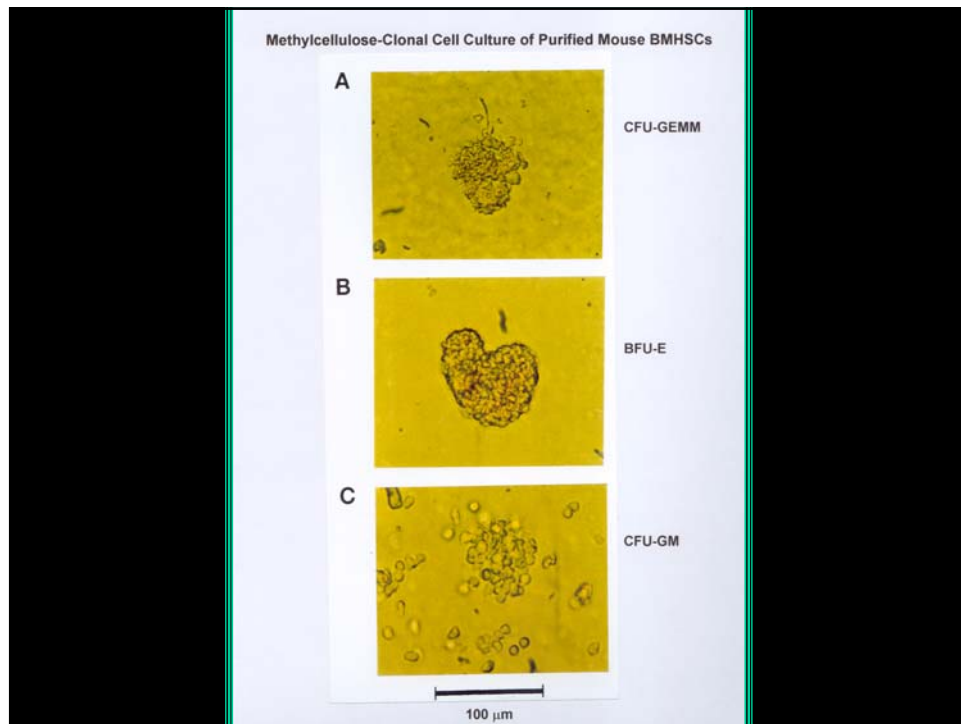 Methylcellulose-Clonal Cell Culture of Purified Mouse BMHSCs
A
CFU-GEMM
B
BFU-E
C
CFU-GM
100 μm